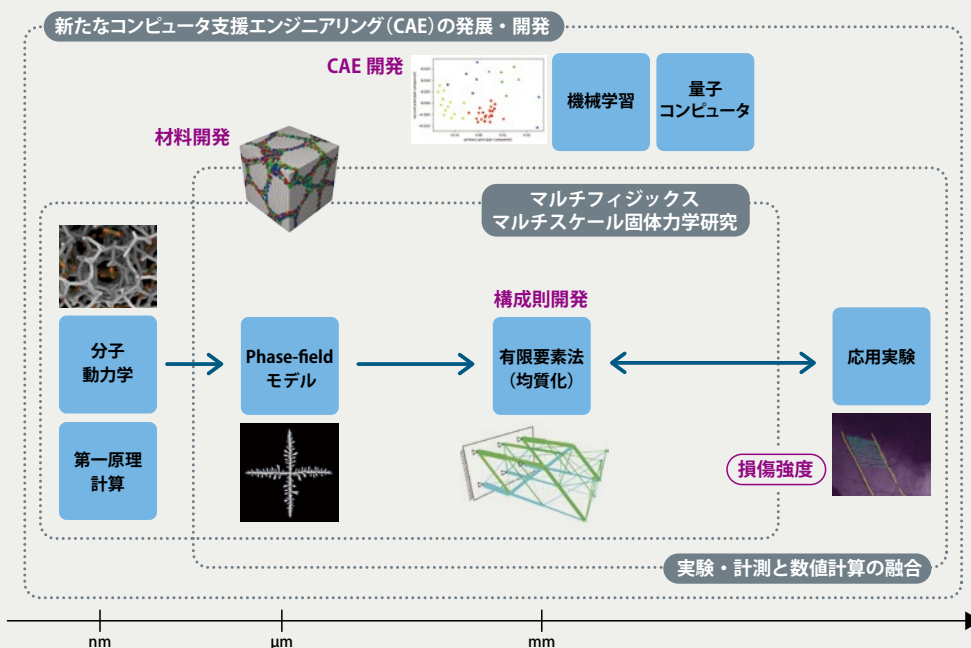 新たなコンピュータ支援エンジニアリング（CAE）の発展・開発
CAE 開発
primary principal component
機械学習
量子
コンピュータ
材料開発
マルチフィジックス
マルチスケール固体力学研究
構成則開発
分子
動力学
Phase-field
モデル
有限要素法
（均質化）
応用実験
第一原理
計算
損傷強度
実験・計測と数値計算の融合
nm
μm
mm